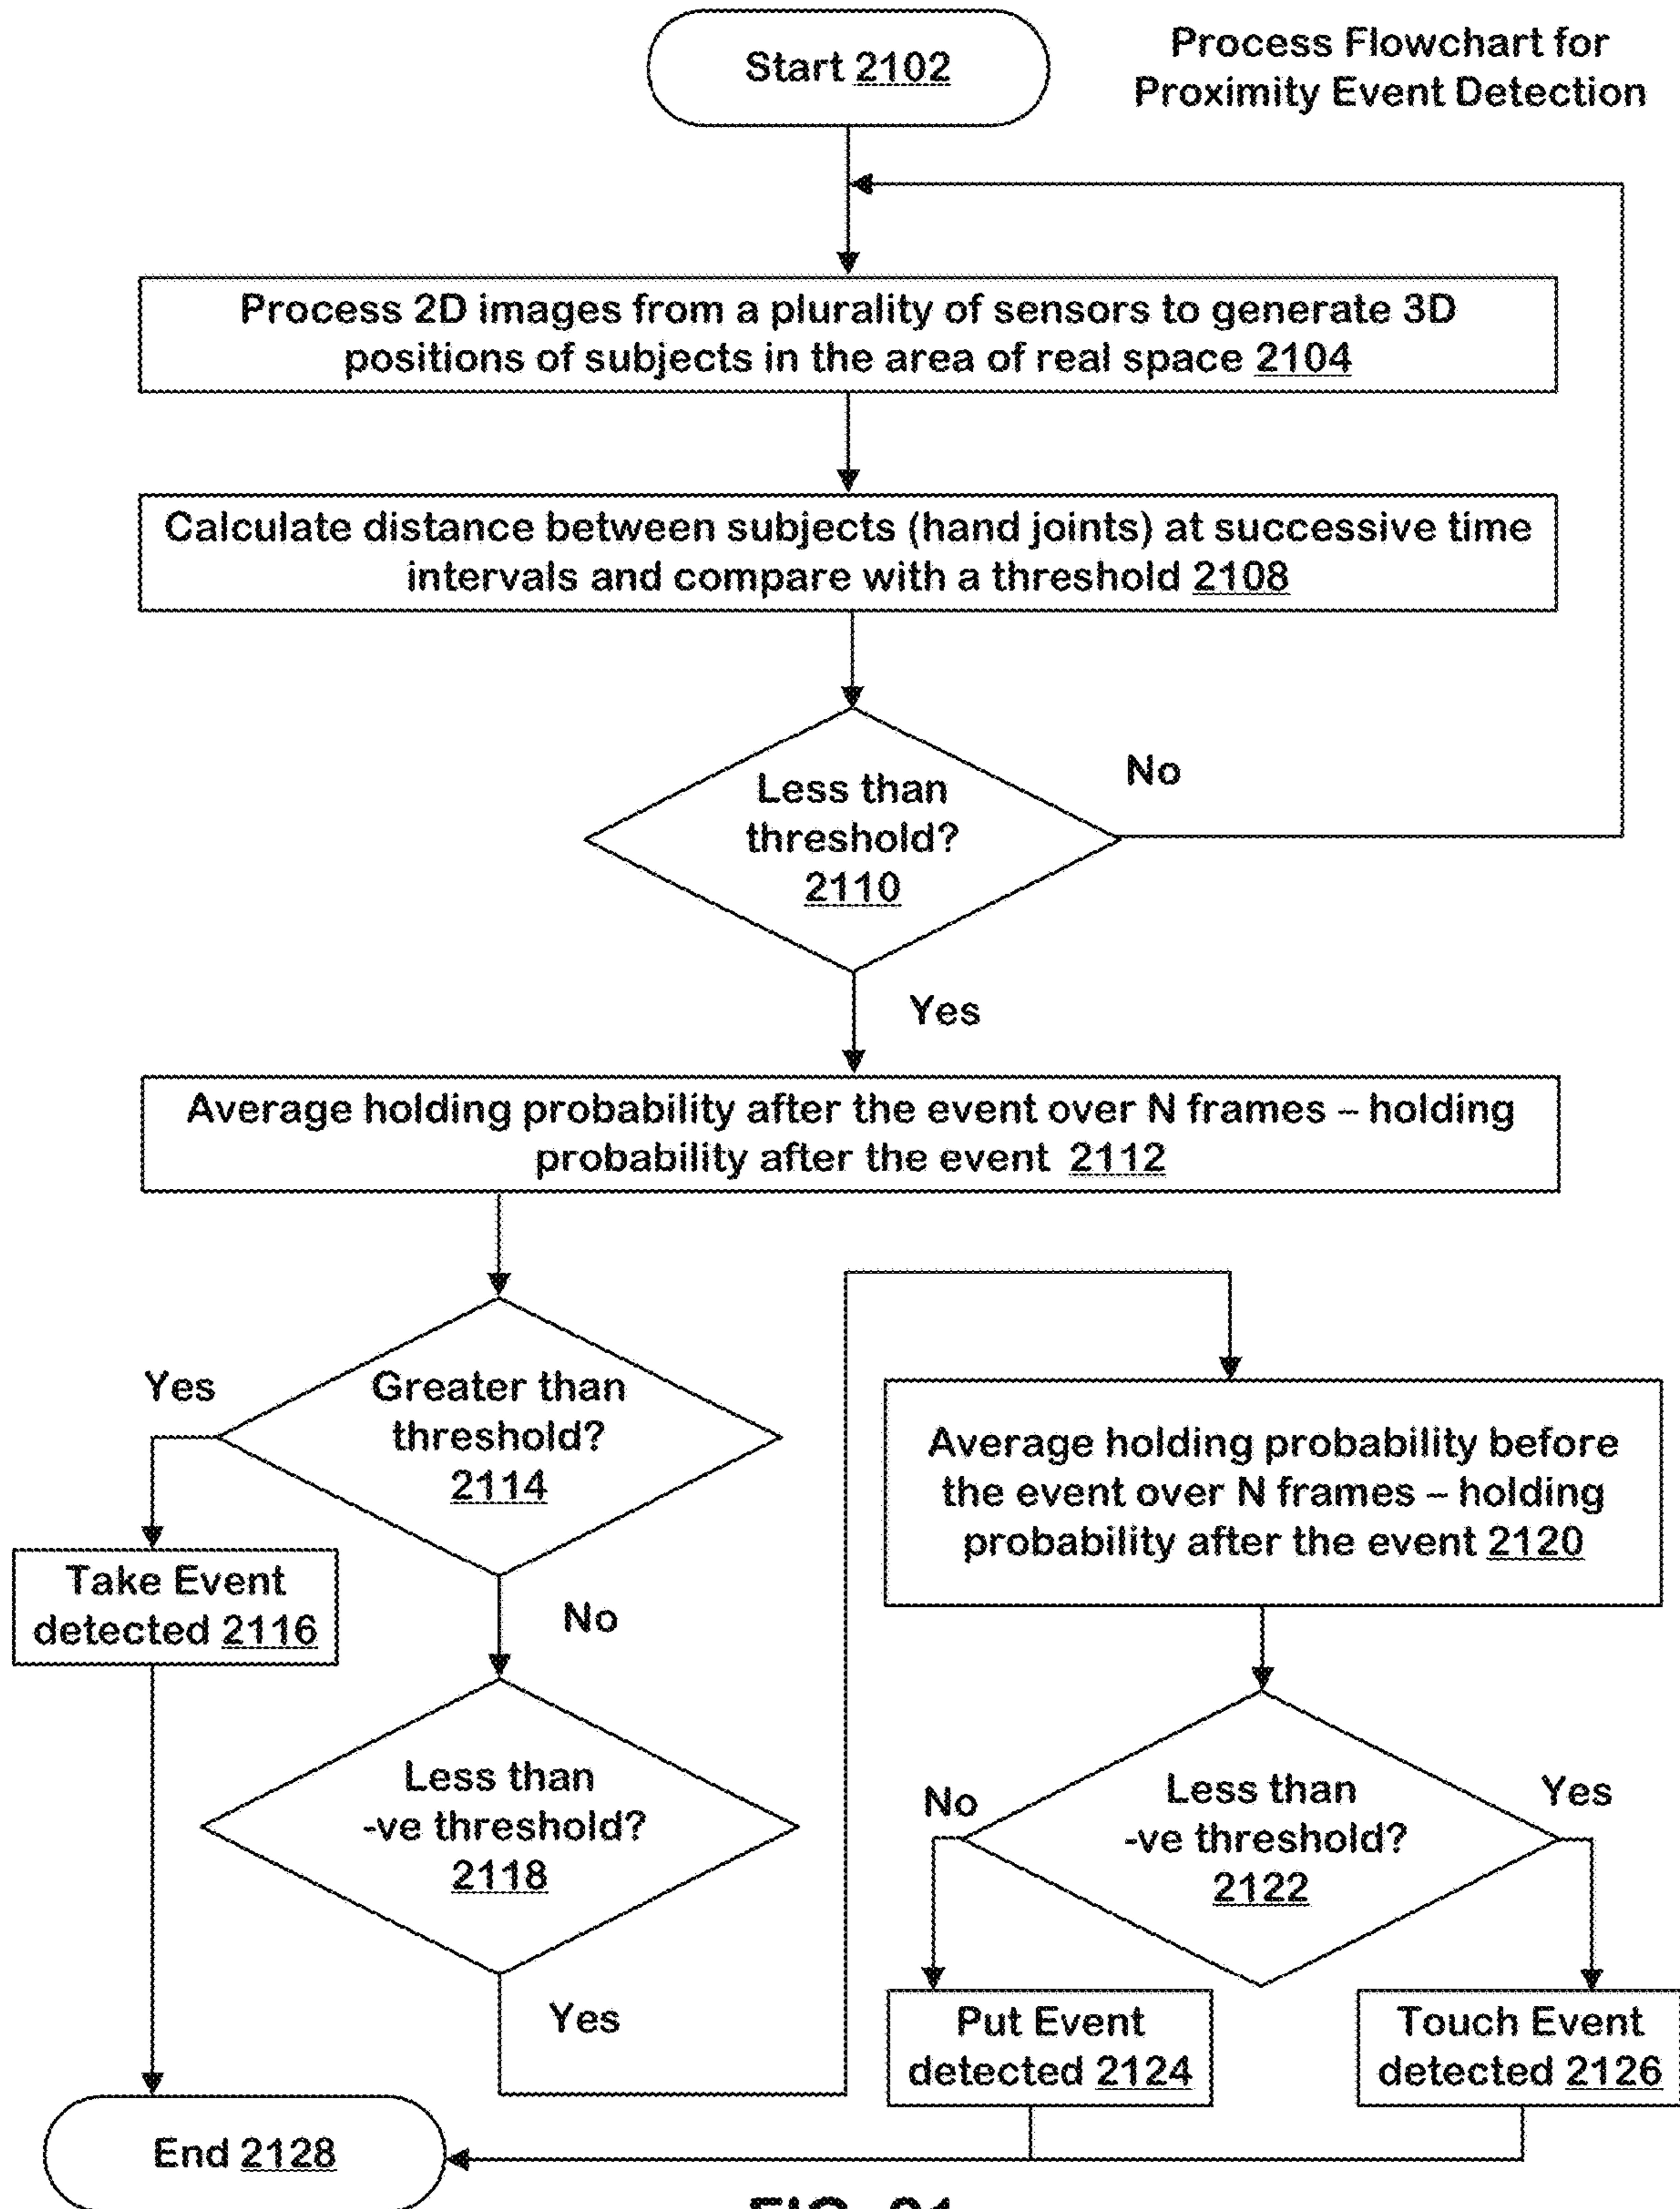 Start 2102
Process Flowchart for
Proximity Event Detection
Process 2D images from a plurality of sensors to generate 3D
positions of subjects in the area of real space 2104
Calculate distance between subjects (hand joints) at successive time
intervals and compare with a threshold 2108
Less than
threshold?
2110
No
Yes
Average holding probability after the event over N frames – holding
probability after the event 2112
Greater than
threshold?
2114
Yes
No
Take Event
detected 2116
Less than
-ve threshold?
2118
Yes
Average holding probability before
the event over N frames – holding
probability after the event 2120
Less than
-ve threshold?
2122
No
Yes
Put Event
detected 2124
Touch Event
detected 2126
End 2128
FIG. 21